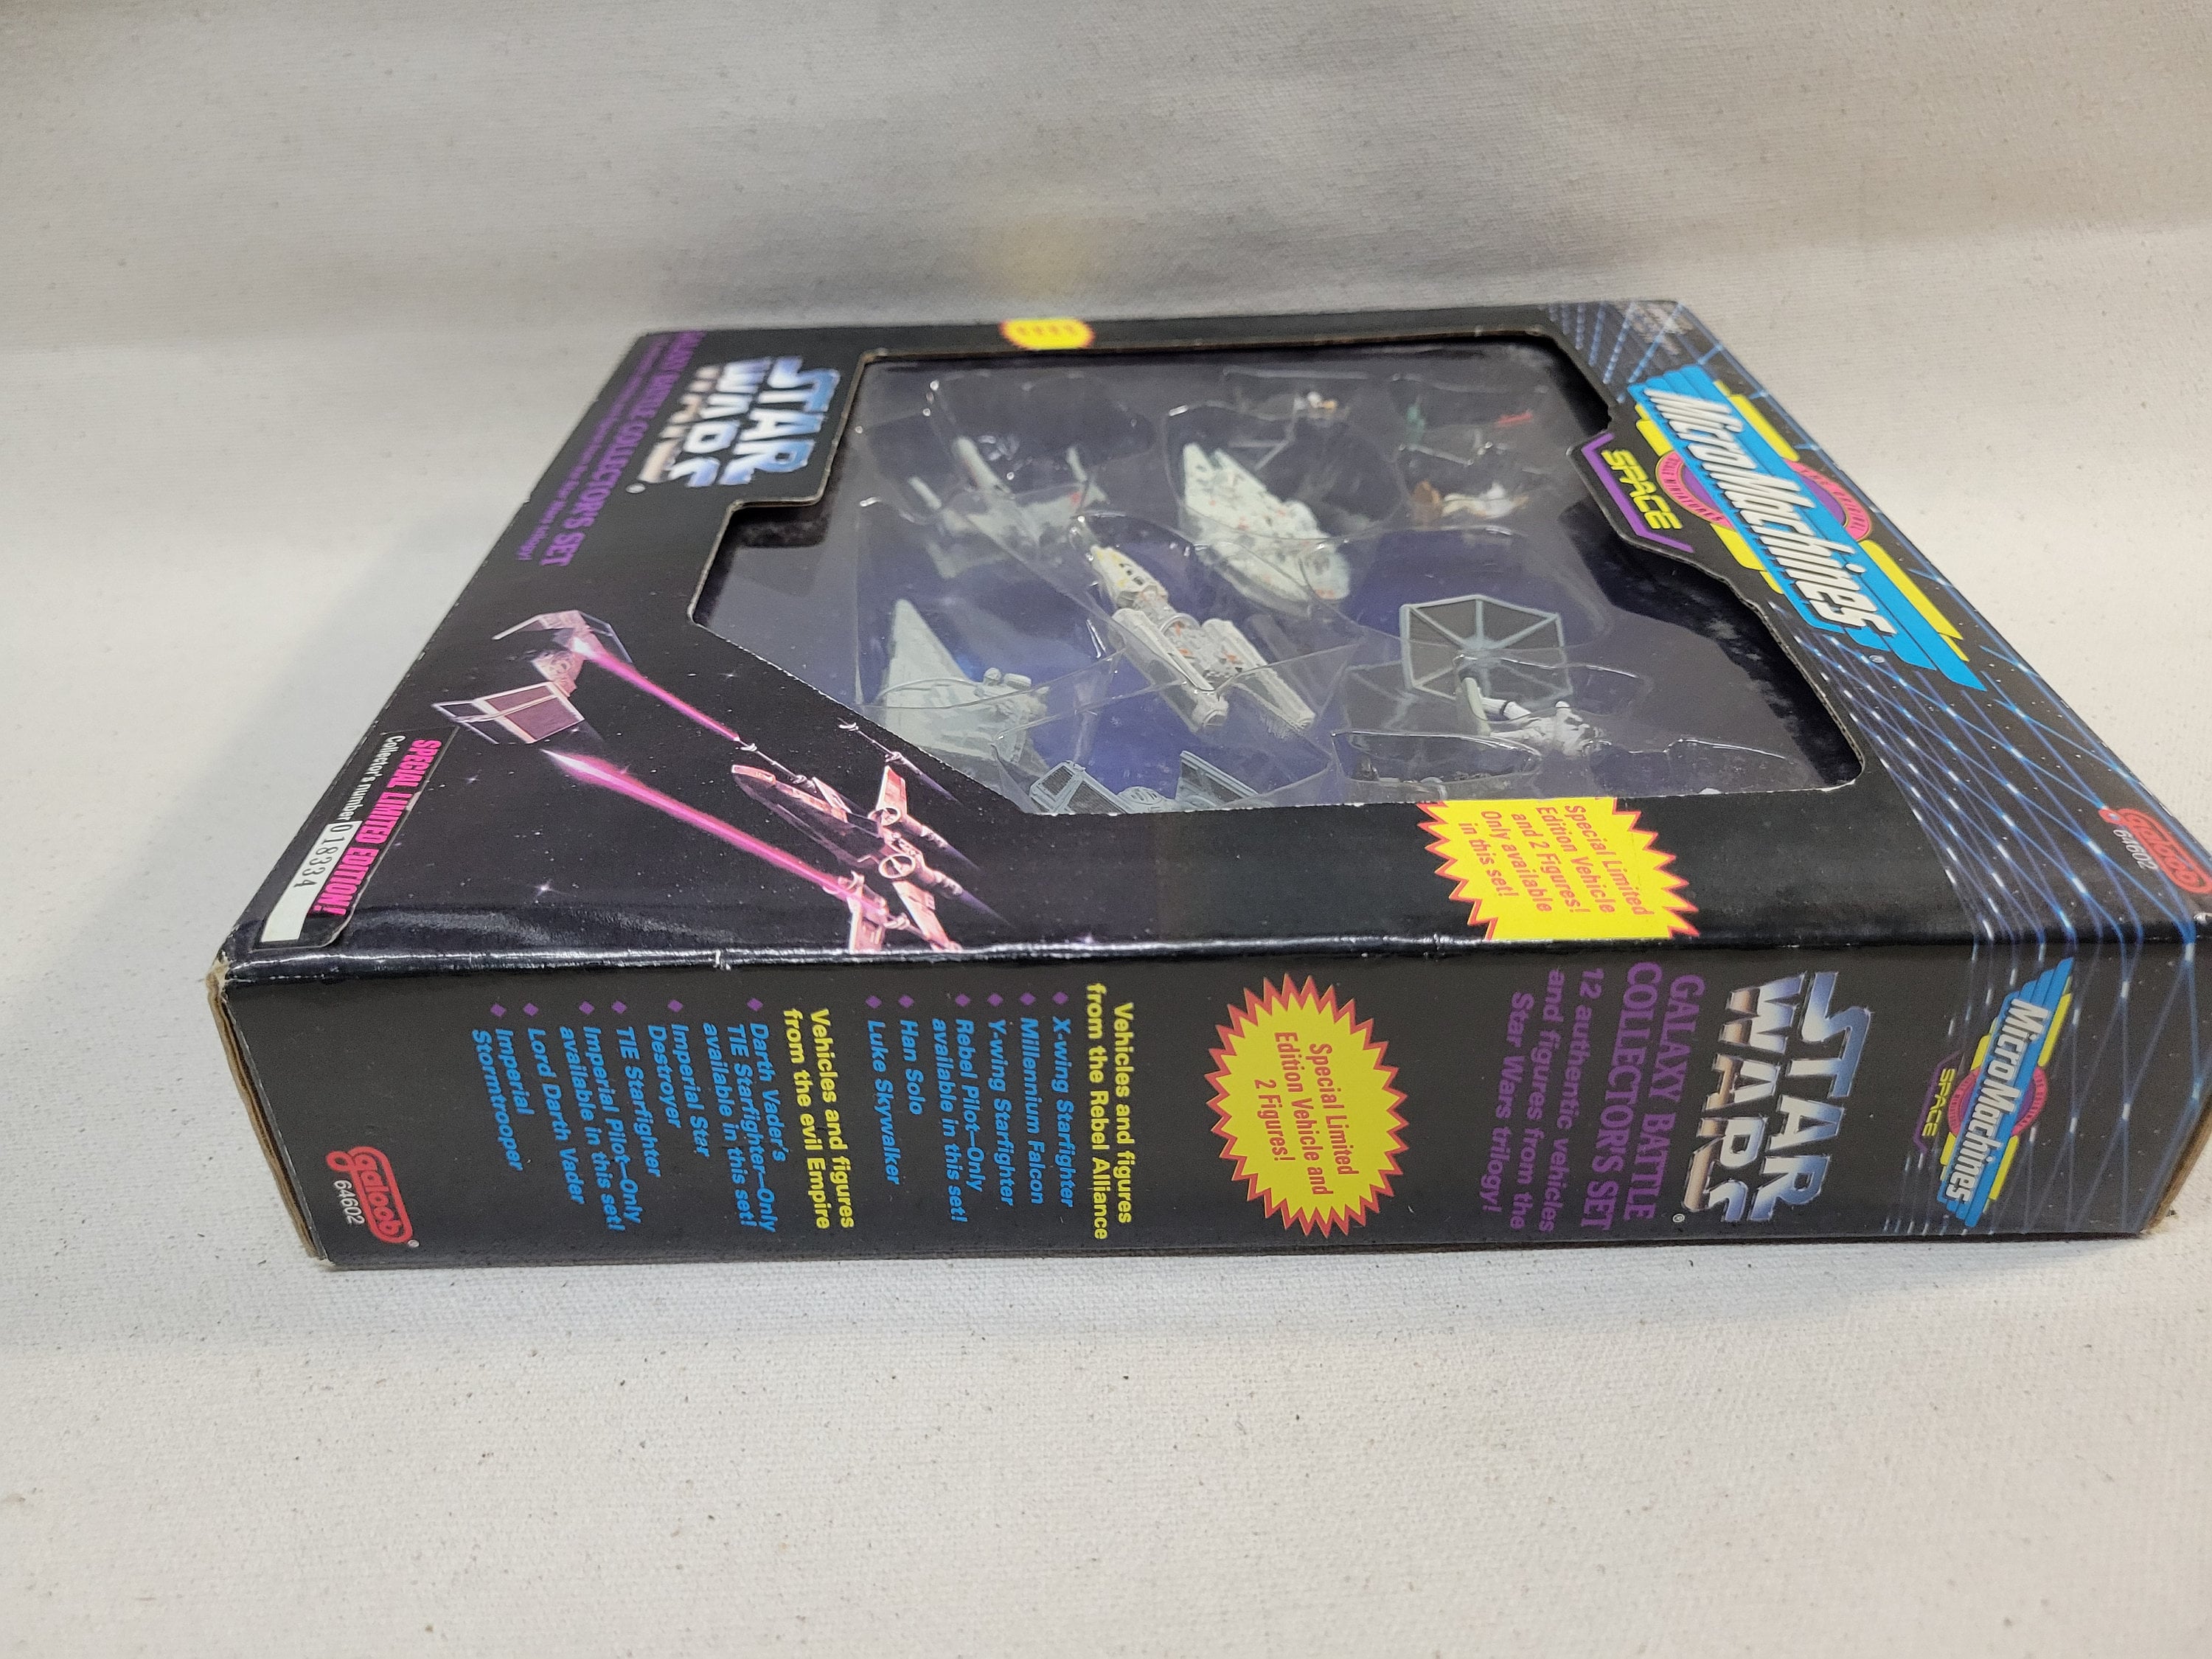 MicroMachines
SPACE
galoob
64602
STAR
WARS
GALAXY BATTLE COLLECTOR'S SET
Special Limited
Edition Vehicle
and 2 Figures!
Only available
in this set!
SPECIAL LIMITED EDITION!
Collector's number 018334
MicroMachines
SPACE
STAR
WARS
GALAXY BATTLE
COLLECTOR'S SET
12 authentic vehicles
and figures from the
Star Wars trilogy!
Special Limited
Edition Vehicle and
2 Figures!
Vehicles and figures
from the Rebel Alliance
X-wing Starfighter
Millennium Falcon
Y-wing Starfighter
Rebel Pilot–Only
available in this set!
Han Solo
Luke Skywalker
Vehicles and figures
from the evil Empire
Darth Vader's
TIE Starfighter–Only
available in this set!
Imperial Star
Destroyer
TIE Starfighter
Imperial Pilot–Only
available in this set!
Lord Darth Vader
Imperial
Stormtrooper
galoob®
64602